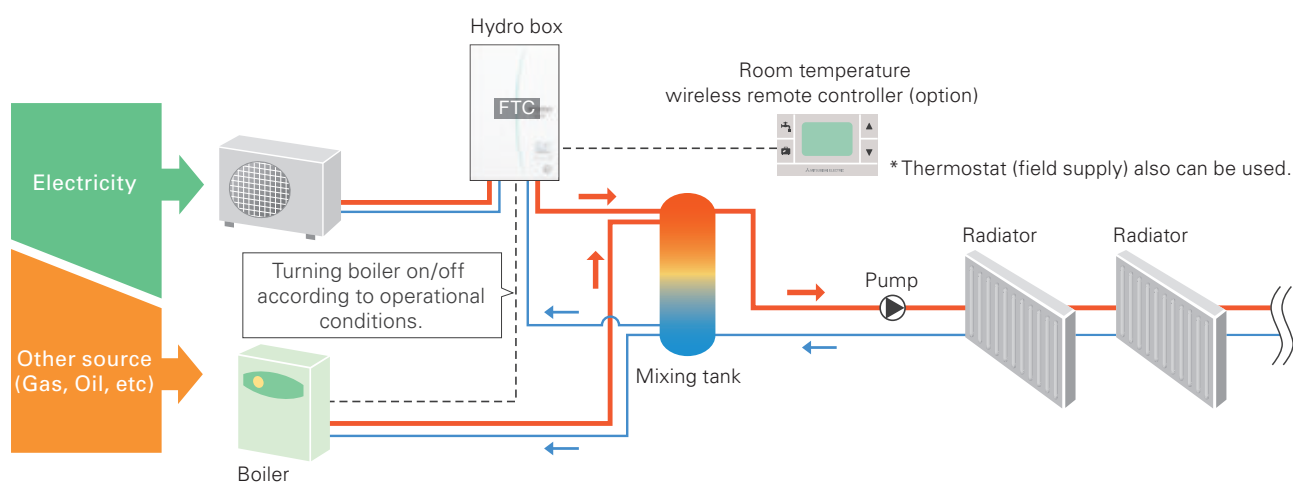 Hydro box
FTC
Room temperature
wireless remote controller (option)
* Thermostat (field supply) also can be used.
Electricity
Turning boiler on/off
according to operational
conditions.
Radiator
Radiator
Pump
Other source
(Gas, Oil, etc)
Mixing tank
Boiler